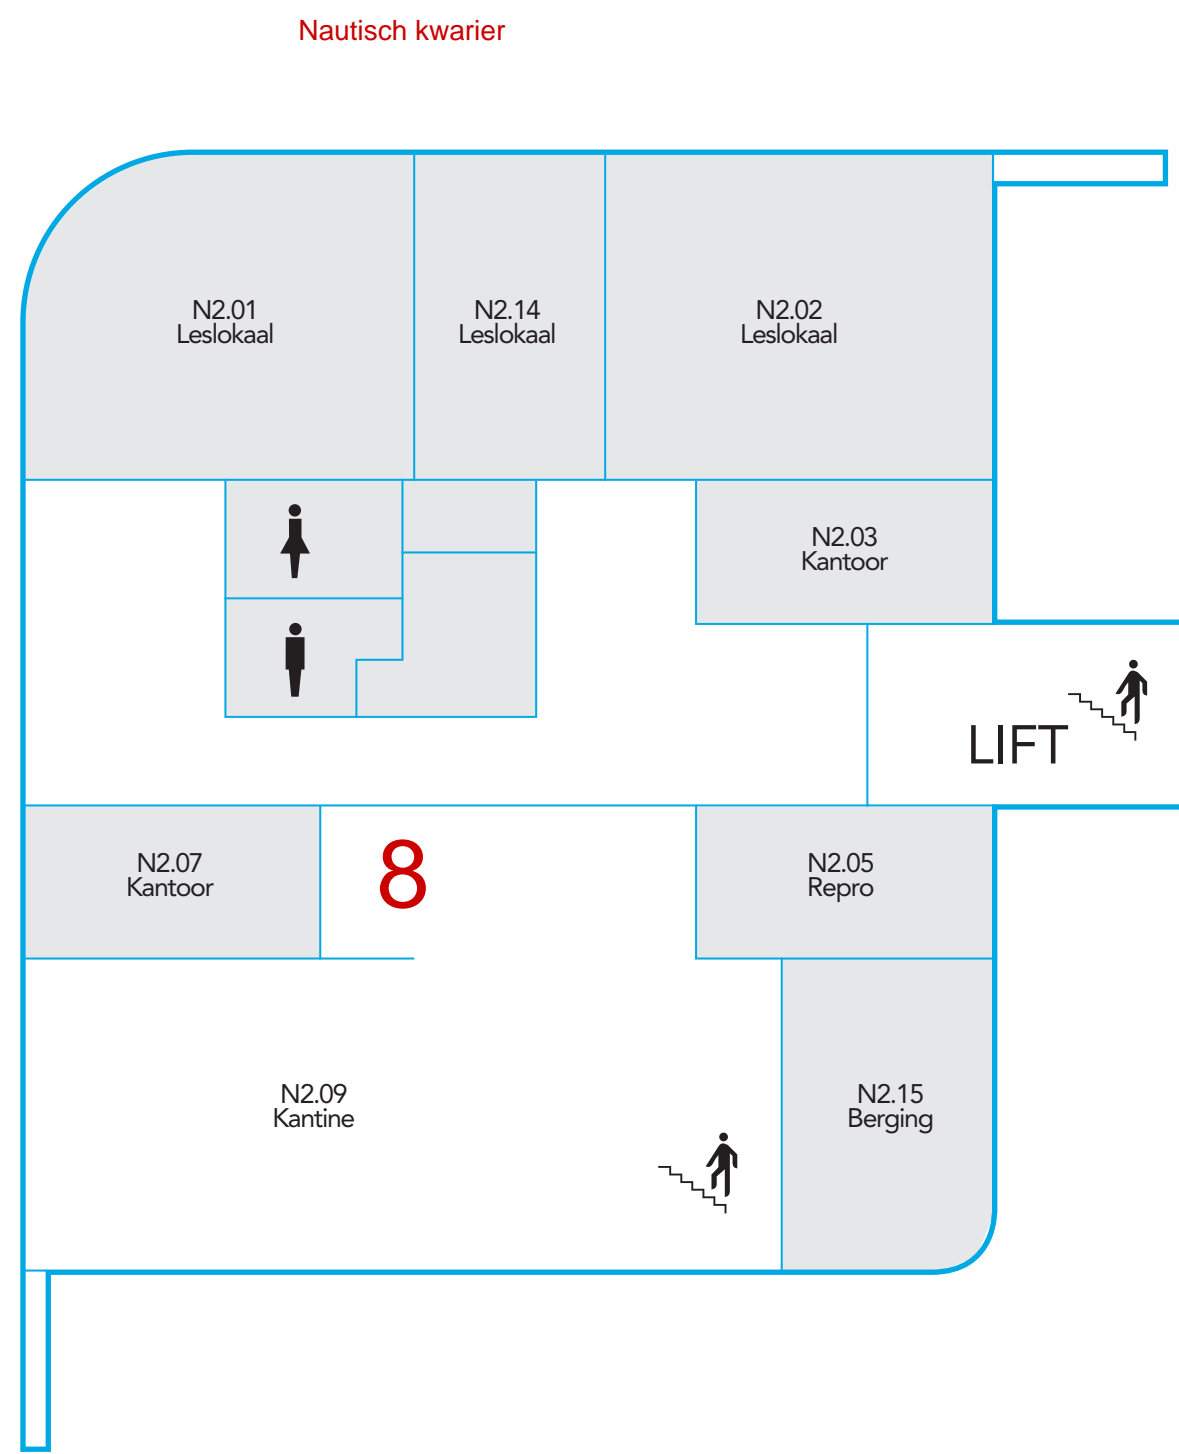 Nautisch kwarier
N2.01
Leslokaal
N2.14
Leslokaal
N2.02
Leslokaal
N2.03
Kantoor
LIFT
N2.07
Kantoor
8
N2.05
Repro
N2.09
Kantine
N2.15
Berging